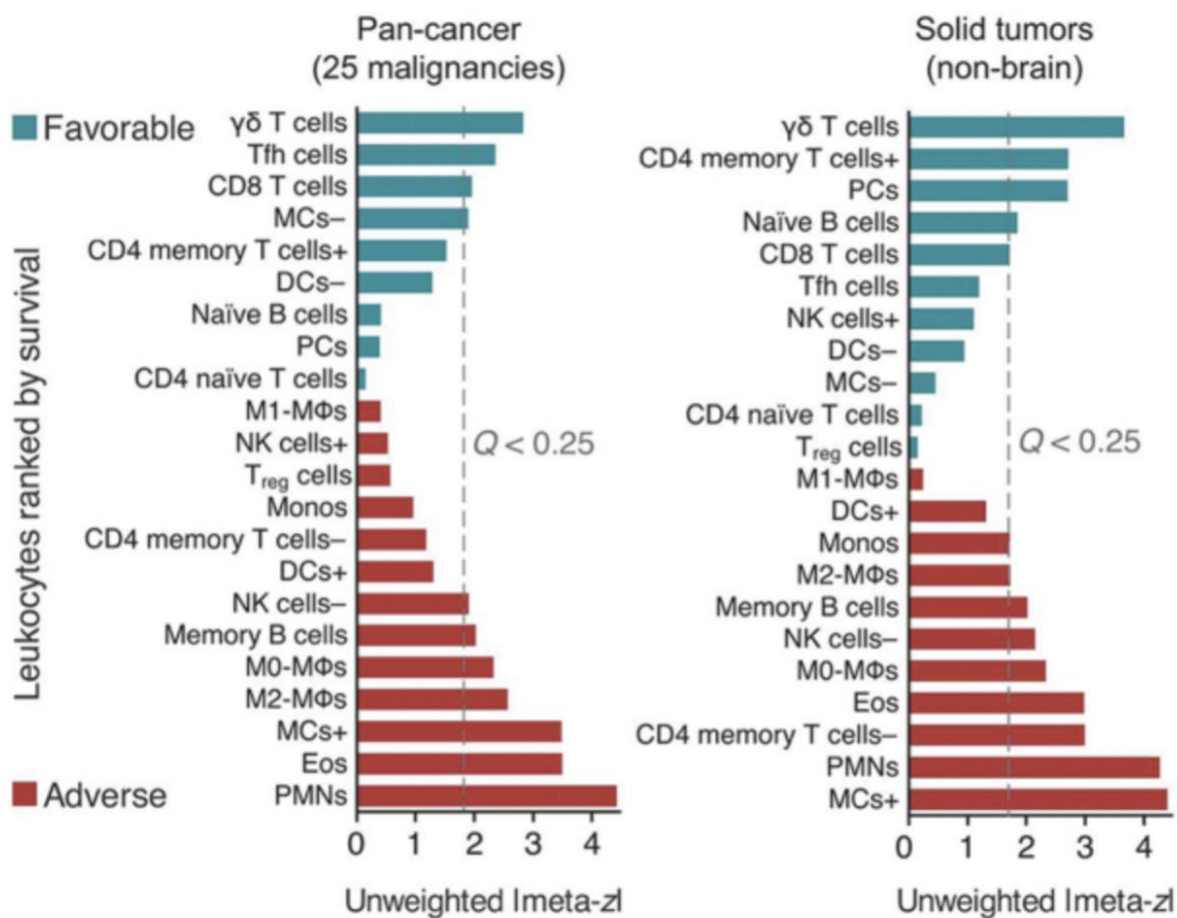 Pan-cancer
(25 malignancies)
Favorable
Leukocytes ranked by survival
Adverse
γδ T cells
Tfh cells
CD8 T cells
MCs–
CD4 memory T cells+
DCs–
Naïve B cells
PCs
CD4 naïve T cells
M1-MΦs
NK cells+
Treg cells
Monos
CD4 memory T cells–
DCs+
NK cells–
Memory B cells
M0-MΦs
M2-MΦs
MCs+
Eos
PMNs
Q < 0.25
0 1 2 3 4
Unweighted |meta-z|
Solid tumors
(non-brain)
γδ T cells
CD4 memory T cells+
PCs
Naïve B cells
CD8 T cells
Tfh cells
NK cells+
DCs–
MCs–
CD4 naïve T cells
Treg cells
M1-MΦs
DCs+
Monos
M2-MΦs
Memory B cells
NK cells–
M0-MΦs
Eos
CD4 memory T cells–
PMNs
MCs+
Q < 0.25
0 1 2 3 4
Unweighted |meta-z|